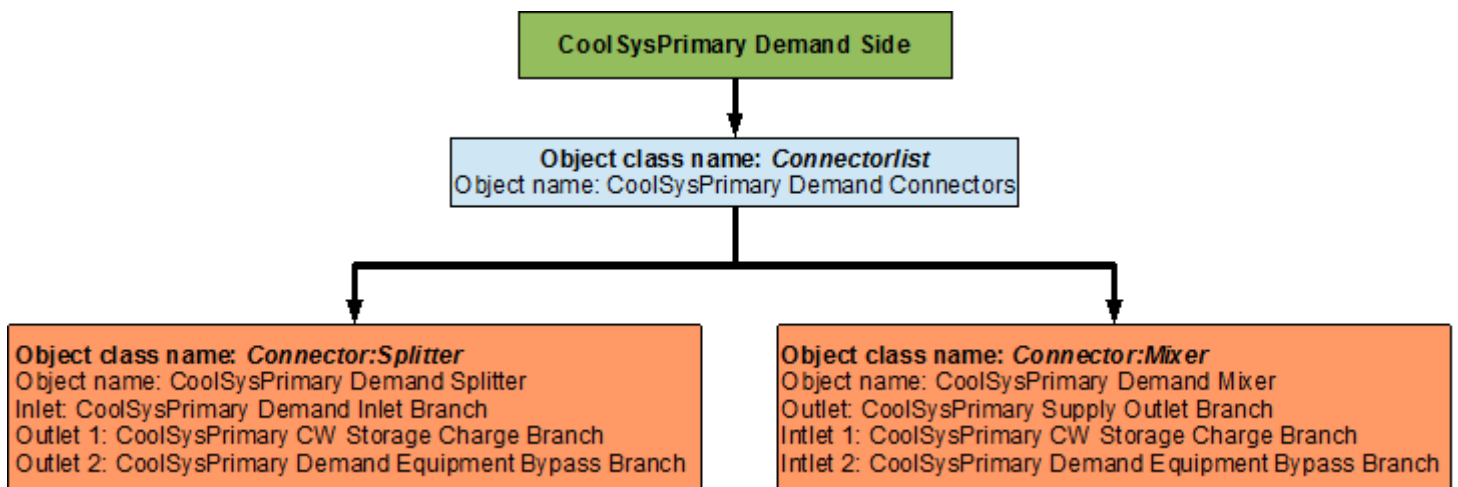 CoolSysPrimary Demand Side
Object class name: Connectorlist
Object name: CoolSysPrimary Demand Connectors
Object class name: Connector:Splitter
Object name: CoolSysPrimary Demand Splitter
Inlet: CoolSysPrimary Demand Inlet Branch
Outlet 1: CoolSysPrimary CW Storage Charge Branch
Outlet 2: CoolSysPrimary Demand Equipment Bypass Branch
Object class name: Connector:Mixer
Object name: CoolSysPrimary Demand Mixer
Outlet: CoolSysPrimary Supply Outlet Branch
Intlet 1: CoolSysPrimary CW Storage Charge Branch
Intlet 2: CoolSysPrimary Demand Equipment Bypass Branch